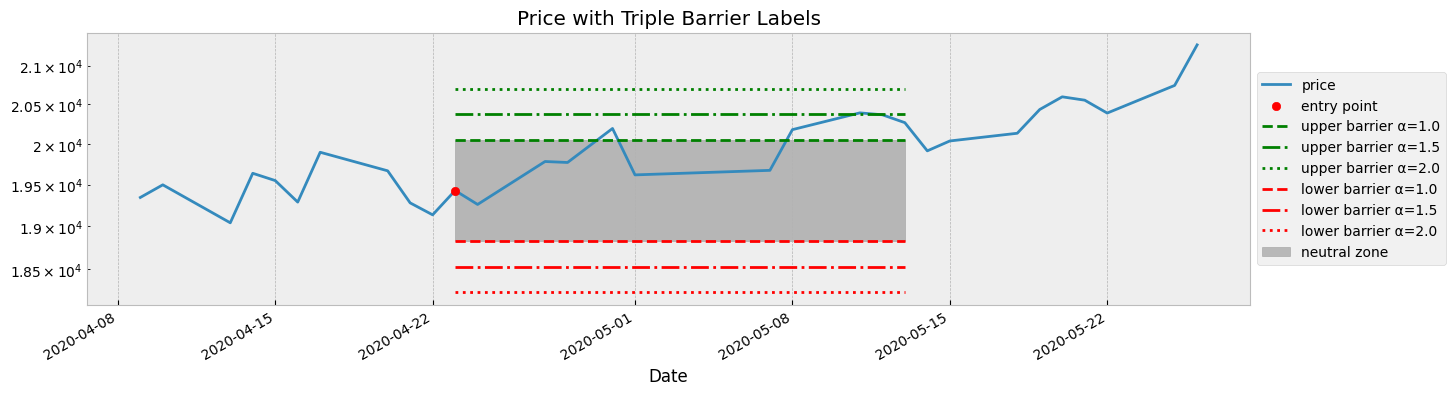 Price with Triple Barrier Labels
2.1 × 10⁴
2.05 × 10⁴
2 × 10⁴
1.95 × 10⁴
1.9 × 10⁴
1.85 × 10⁴
2020-04-08
2020-04-15
2020-04-22
2020-05-01
2020-05-08
2020-05-15
2020-05-22
Date
price
entry point
upper barrier α=1.0
upper barrier α=1.5
upper barrier α=2.0
lower barrier α=1.0
lower barrier α=1.5
lower barrier α=2.0
neutral zone